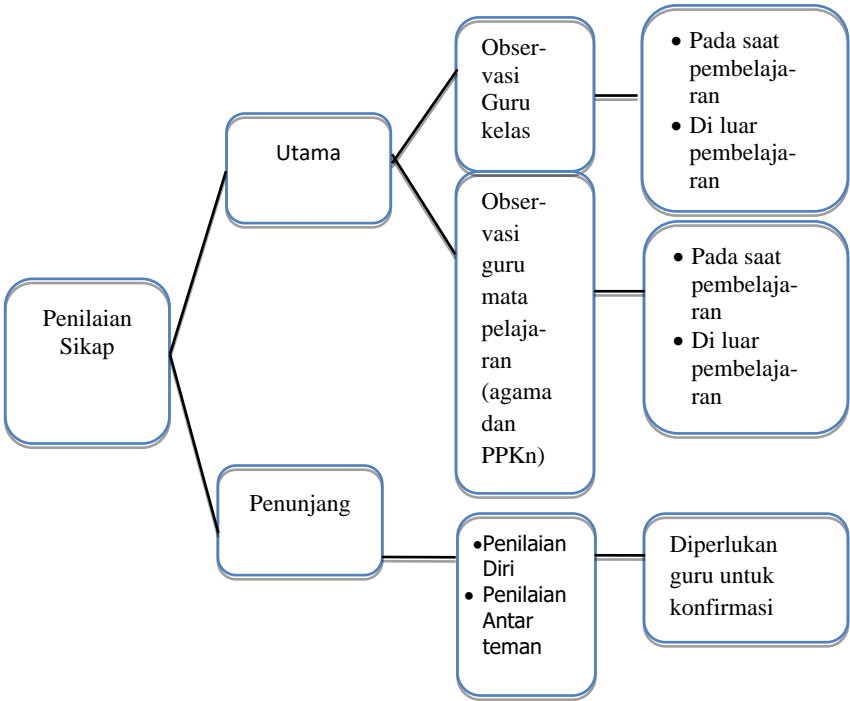 Penilaian
Sikap
Utama
Obser-
vasi
Guru
kelas
• Pada saat
pembelaja-
ran
• Di luar
pembelaja-
ran
Obser-
vasi
guru
mata
pelaja-
ran
(agama
dan
PPKn)
• Pada saat
pembelaja-
ran
• Di luar
pembelaja-
ran
Penunjang
•Penilaian
Diri
• Penilaian
Antar
teman
Diperlukan
guru untuk
konfirmasi